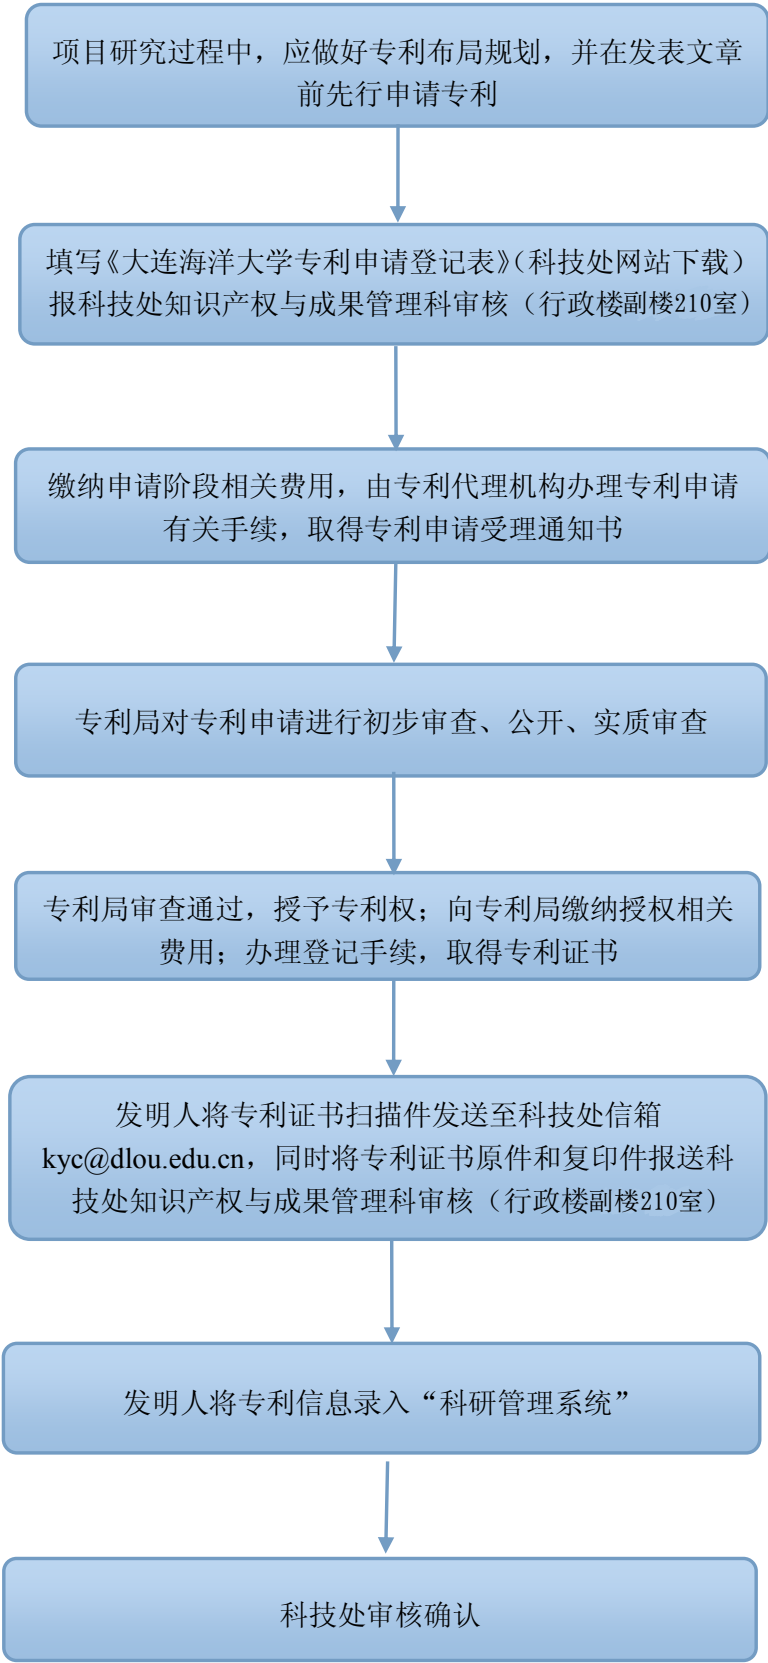 项目研究过程中，应做好专利布局规划，并在发表文章
前先行申请专利
填写《大连海洋大学专利申请登记表》（科技处网站下载）
报科技处知识产权与成果管理科审核（行政楼副楼210室）
缴纳申请阶段相关费用，由专利代理机构办理专利申请
有关手续，取得专利申请受理通知书
专利局对专利申请进行初步审查、公开、实质审查
专利局审查通过，授予专利权；向专利局缴纳授权相关
费用；办理登记手续，取得专利证书
发明人将专利证书扫描件发送至科技处信箱
kyc@dlou.edu.cn，同时将专利证书原件和复印件报送科
技处知识产权与成果管理科审核（行政楼副楼210室）
发明人将专利信息录入“科研管理系统”
科技处审核确认